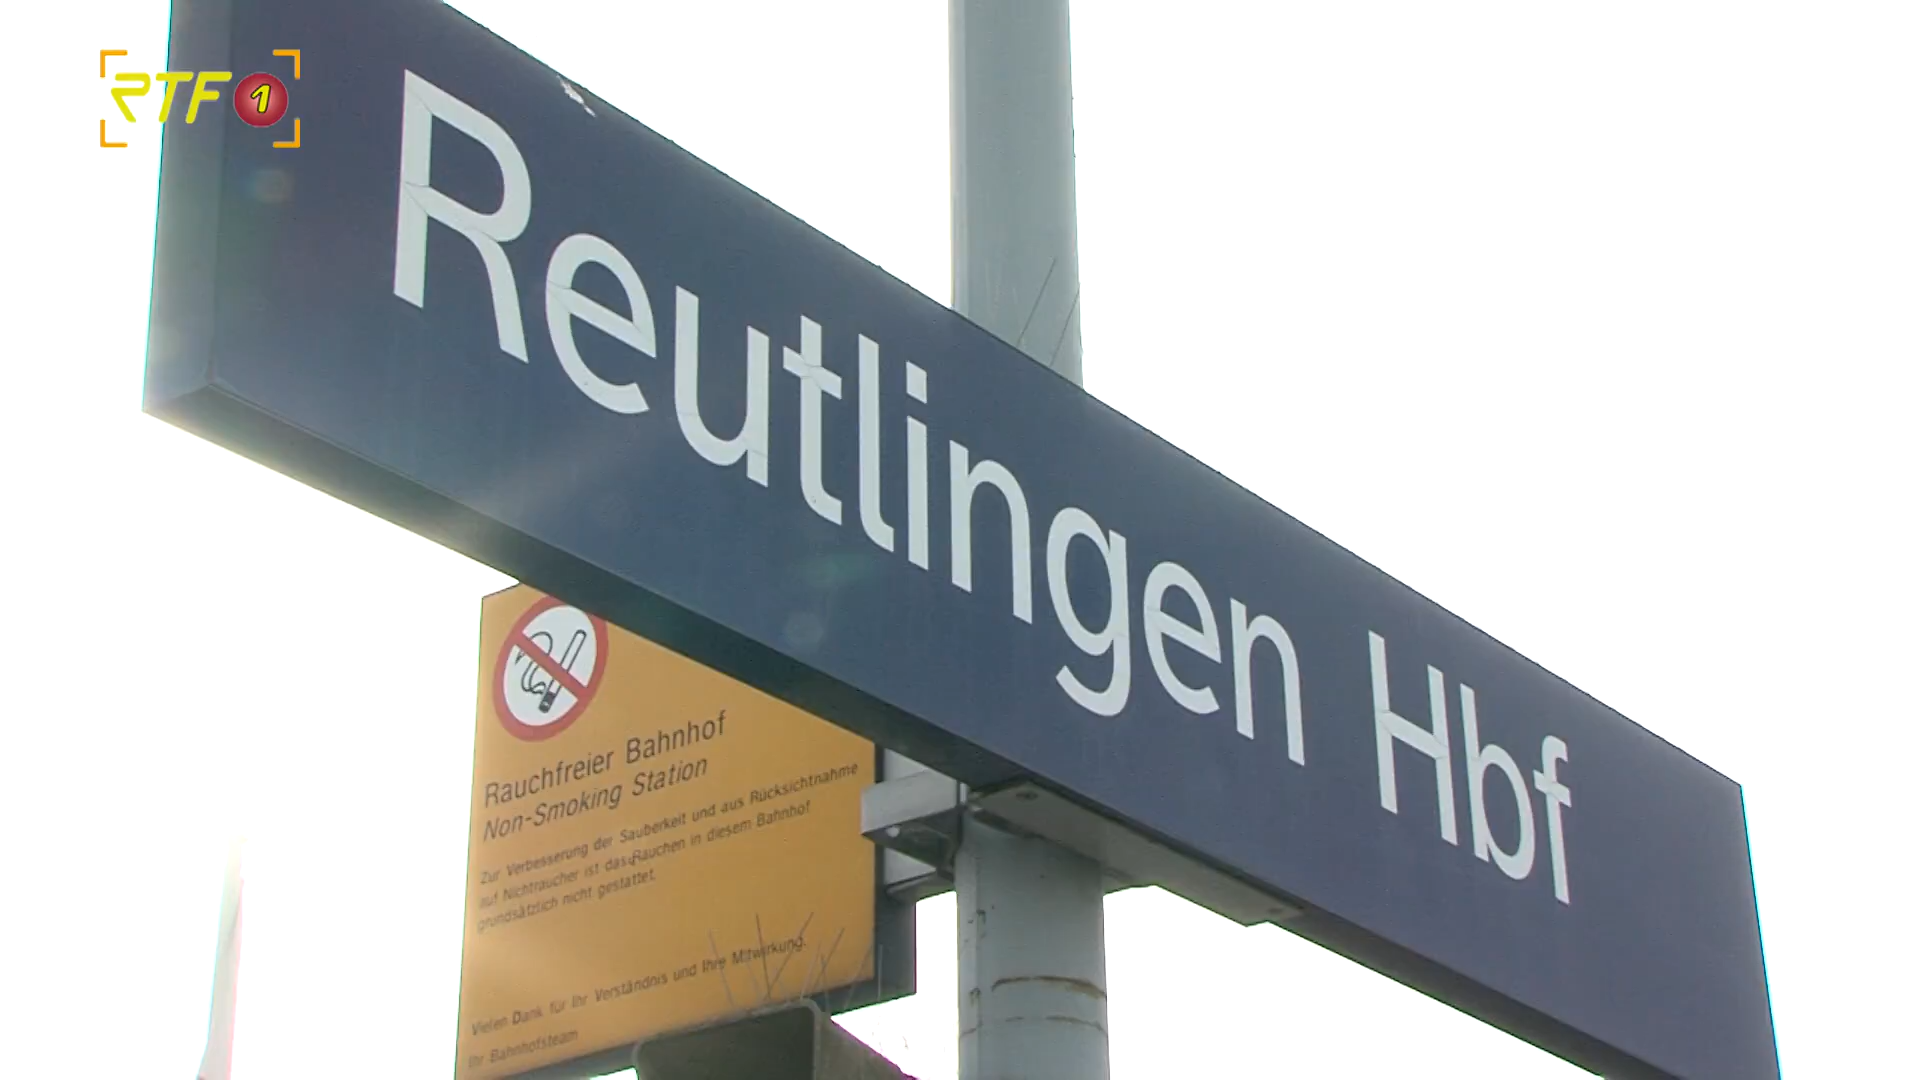 RTF 1
Reutlingen Hbf
Rauchfreier Bahnhof
Non-Smoking Station
Zur Verbesserung der Sauberkeit und aus Rücksichtnahme
auf Nichtraucher ist das Rauchen in diesem Bahnhof
grundsätzlich nicht gestattet.
Vielen Dank für Ihr Verständnis und Ihre Mitwirkung.
Ihr Bahnhofsteam